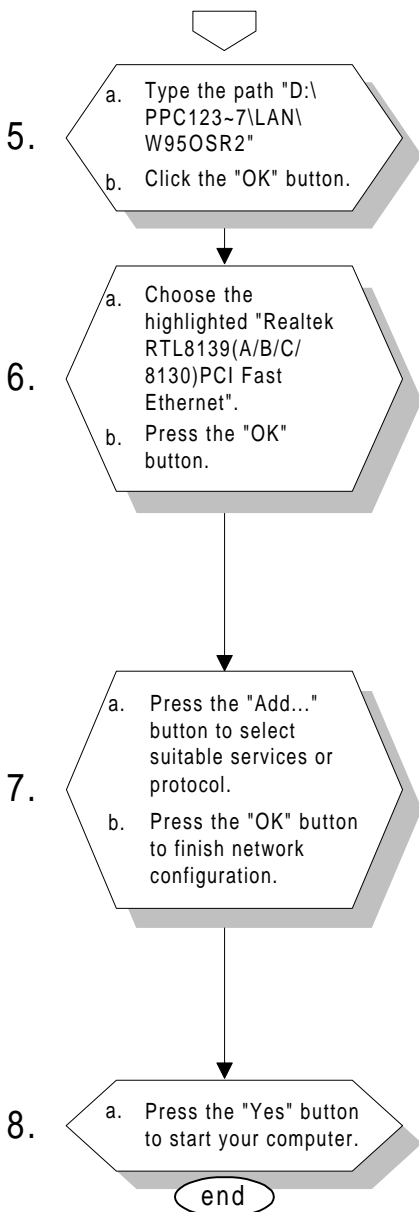 5.
a. Type the path "D:\
PPC123~7\LAN\
W95OSR2"
b. Click the "OK" button.
6.
a. Choose the
highlighted "Realtek
RTL8139(A/B/C/
8130)PCI Fast
Ethernet".
b. Press the "OK"
button.
7.
a. Press the "Add..."
button to select
suitable services or
protocol.
b. Press the "OK" button
to finish network
configuration.
8.
a. Press the "Yes" button
to start your computer.
end